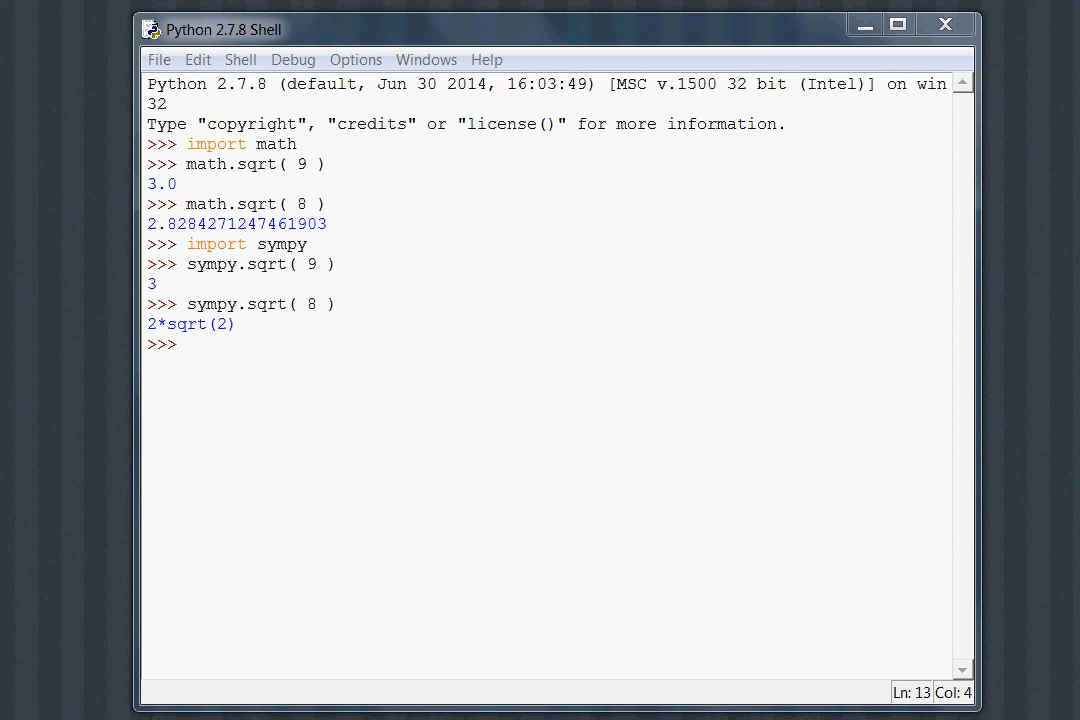 Python 2.7.8 Shell
File Edit Shell Debug Options Windows Help
Python 2.7.8 (default, Jun 30 2014, 16:03:49) [MSC v.1500 32 bit (Intel)] on win
32
Type "copyright", "credits" or "license()" for more information.
>>> import math
>>> math.sqrt( 9 )
3.0
>>> math.sqrt( 8 )
2.8284271247461903
>>> import sympy
>>> sympy.sqrt( 9 )
3
>>> sympy.sqrt( 8 )
2*sqrt(2)
>>>
Ln: 13 Col: 4